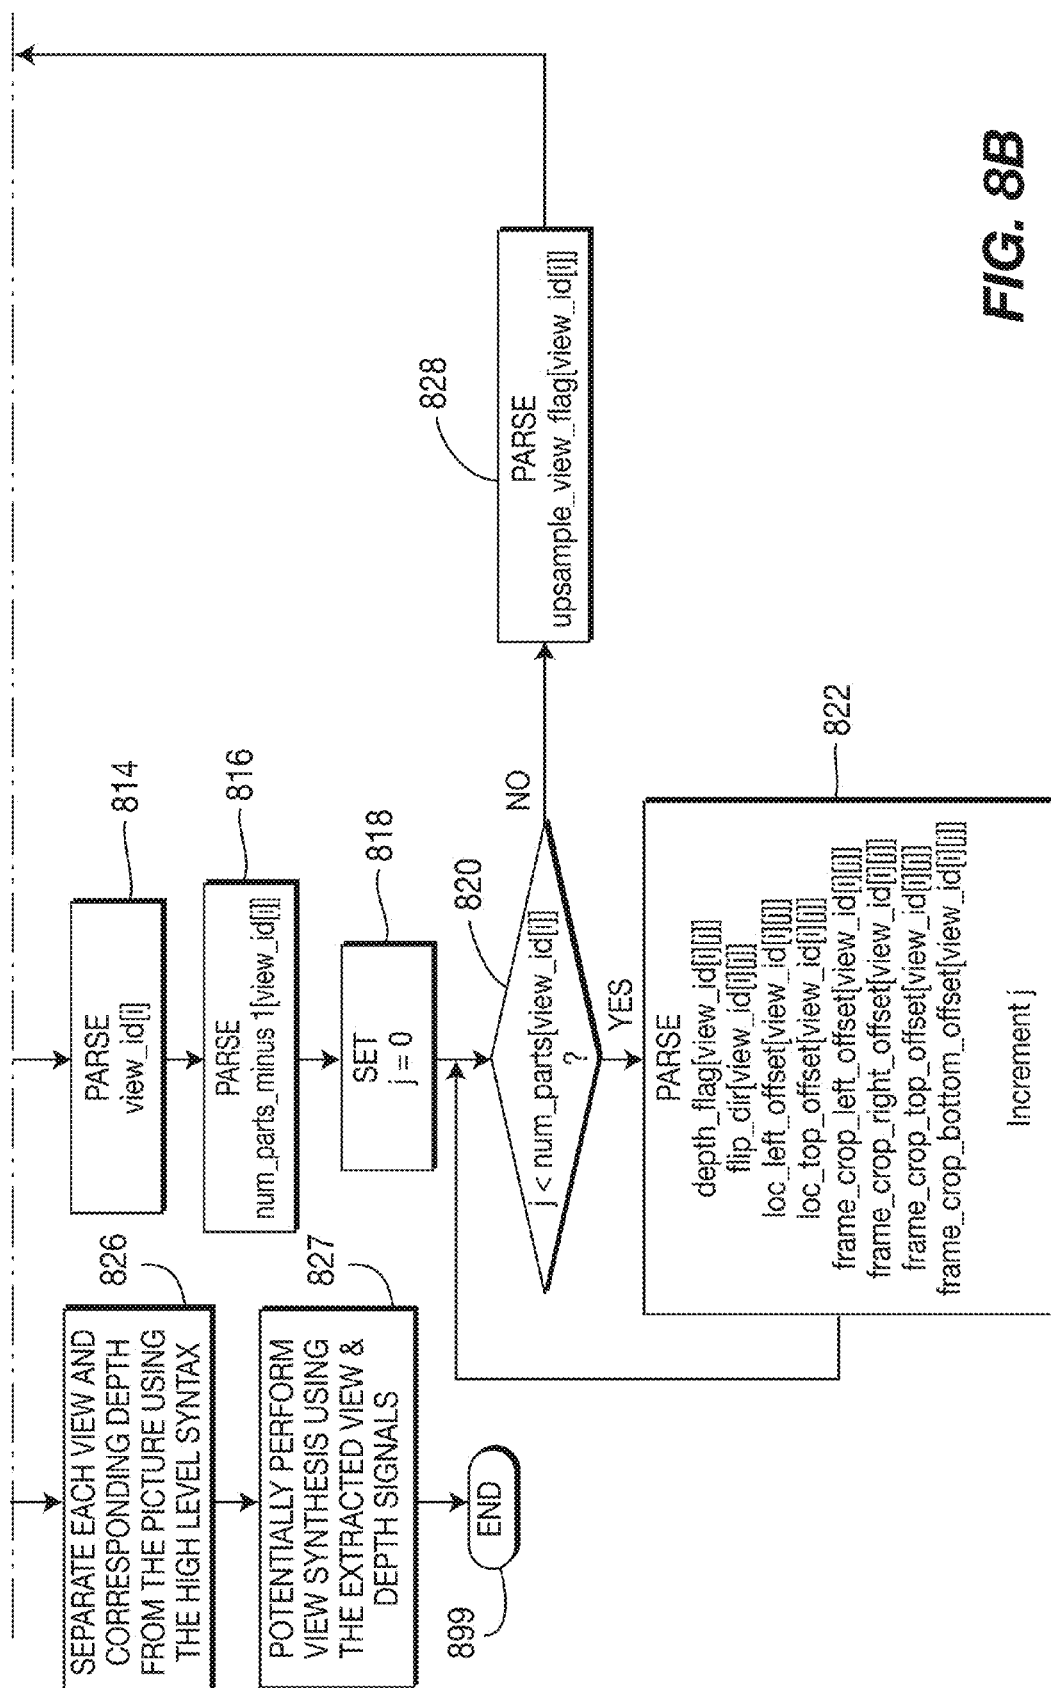 SEPARATE EACH VIEW AND
CORRESPONDING DEPTH
FROM THE PICTURE USING
THE HIGH LEVEL SYNTAX
826
POTENTIALLY PERFORM
VIEW SYNTHESIS USING
THE EXTRACTED VIEW &
DEPTH SIGNALS
827
END
899
PARSE
view_id[i]
814
PARSE
num_parts_minus 1[view_id[i]]
816
SET
j = 0
818
j < num_parts[view_id[i]]
?
820
NO
YES
PARSE
depth_flag[view_id[i][j]]
flip_dir[view_id[i][j]]
loc_left_offset[view_id[i][j]]
loc_top_offset[view_id[i][j]]
frame_crop_left_offset[view_id[i][j]]
frame_crop_right_offset[view_id[i][j]]
frame_crop_top_offset[view_id[i][j]]
frame_crop_bottom_offset[view_id[i][j]]
Increment j
822
PARSE
upsample_view_flag[view_id[i]]
828
FIG. 8B